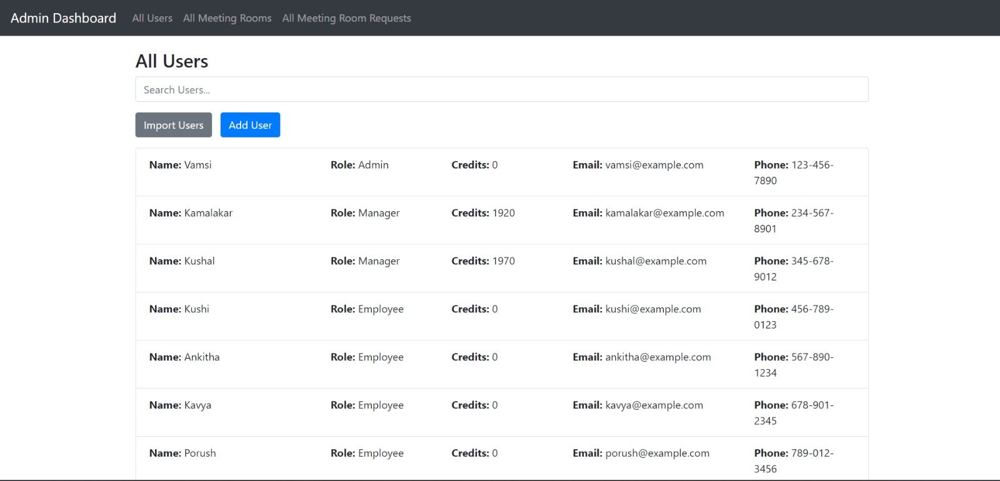 Admin Dashboard All Users All Meeting Rooms All Meeting Room Requests
All Users
Search Users...
Import Users Add User
Name: Vamsi Role: Admin Credits: 0 Email: vamsi@example.com Phone: 123-456-
7890
Name: Kamalakar Role: Manager Credits: 1920 Email: kamalakar@example.com Phone: 234-567-
8901
Name: Kushal Role: Manager Credits: 1970 Email: kushal@example.com Phone: 345-678-
9012
Name: Kushi Role: Employee Credits: 0 Email: kushi@example.com Phone: 456-789-
0123
Name: Ankitha Role: Employee Credits: 0 Email: ankitha@example.com Phone: 567-890-
1234
Name: Kavya Role: Employee Credits: 0 Email: kavya@example.com Phone: 678-901-
2345
Name: Porush Role: Employee Credits: 0 Email: porush@example.com Phone: 789-012-
3456